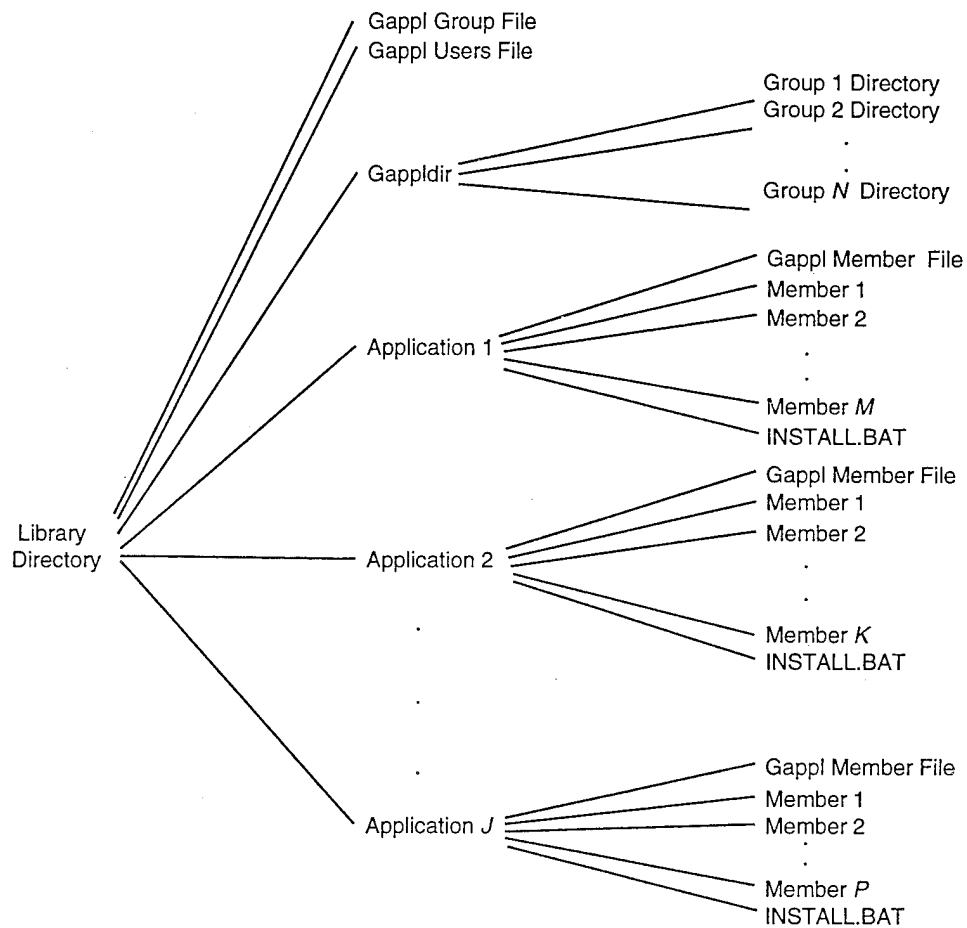 Gappl Group File
Gappl Users File
Group 1 Directory
Group 2 Directory
Gappldir
Group N Directory
Gappl Member File
Member 1
Member 2
Application 1
Member M
INSTALL.BAT
Gappl Member File
Member 1
Member 2
Library
Directory
Application 2
Member K
INSTALL.BAT
Gappl Member File
Member 1
Member 2
Application J
Member P
INSTALL.BAT